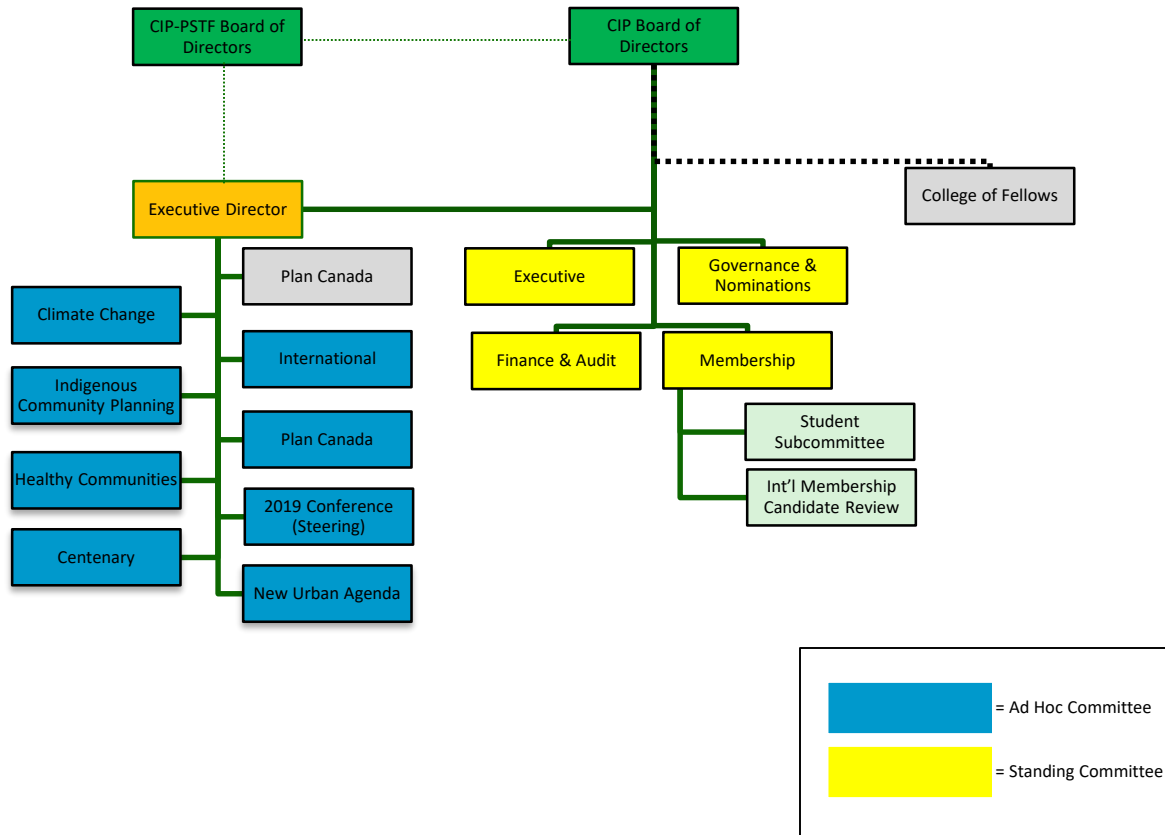 CIP-PSTF Board of
Directors
CIP Board of
Directors
Executive Director
College of Fellows
Plan Canada
Climate Change
International
Indigenous
Community Planning
Plan Canada
Healthy Communities
2019 Conference
(Steering)
Centenary
New Urban Agenda
Executive
Governance &
Nominations
Finance & Audit
Membership
Student
Subcommittee
Int’l Membership
Candidate Review
= Ad Hoc Committee
= Standing Committee